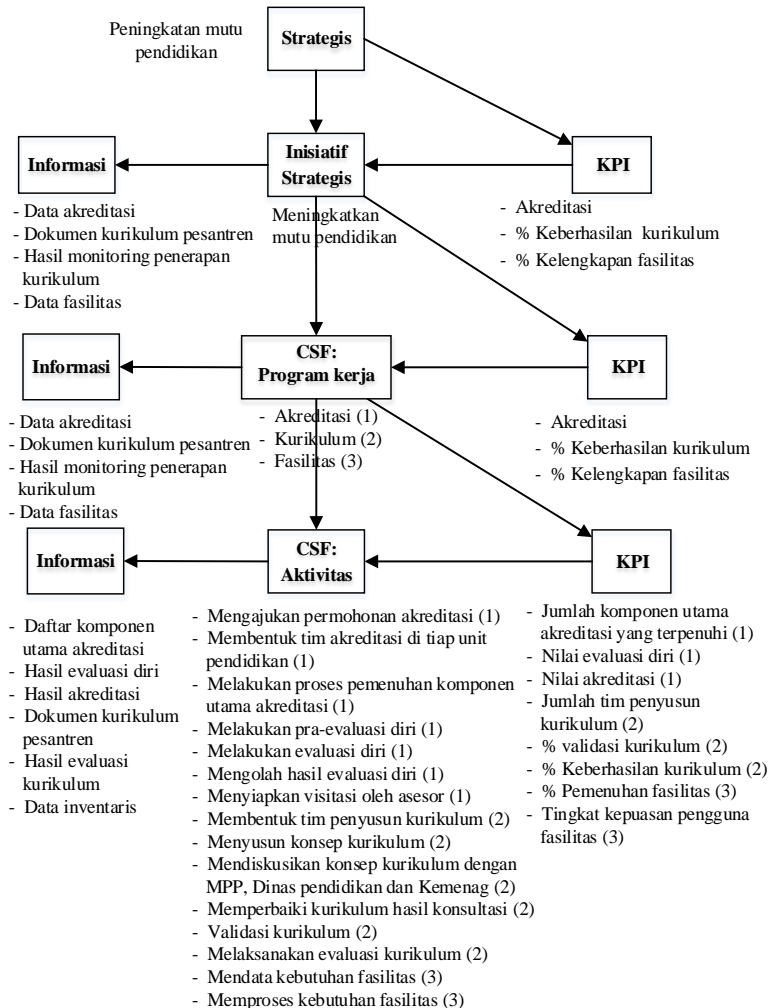 Peningkatan mutu
pendidikan
Strategis
Informasi
Inisiatif
Strategis
KPI
- Data akreditasi
- Dokumen kurikulum pesantren
- Hasil monitoring penerapan
kurikulum
- Data fasilitas
Meningkatkan
mutu pendidikan
- Akreditasi
- % Keberhasilan kurikulum
- % Kelengkapan fasilitas
Informasi
CSF:
Program kerja
KPI
- Data akreditasi
- Dokumen kurikulum pesantren
- Hasil monitoring penerapan
kurikulum
- Data fasilitas
- Akreditasi (1)
- Kurikulum (2)
- Fasilitas (3)
- Akreditasi
- % Keberhasilan kurikulum
- % Kelengkapan fasilitas
Informasi
CSF:
Aktivitas
KPI
- Daftar komponen
utama akreditasi
- Hasil evaluasi diri
- Hasil akreditasi
- Dokumen kurikulum
pesantren
- Hasil evaluasi
kurikulum
- Data inventaris
- Mengajukan permohonan akreditasi (1)
- Membentuk tim akreditasi di tiap unit
pendidikan (1)
- Melakukan proses pemenuhan komponen
utama akreditasi (1)
- Melakukan pra-evaluasi diri (1)
- Melakukan evaluasi diri (1)
- Mengolah hasil evaluasi diri (1)
- Menyiapkan visitasi oleh asesor (1)
- Membentuk tim penyusun kurikulum (2)
- Menyusun konsep kurikulum (2)
- Mendiskusikan konsep kurikulum dengan
MPP, Dinas pendidikan dan Kemenag (2)
- Memperbaiki kurikulum hasil konsultasi (2)
- Validasi kurikulum (2)
- Melaksanakan evaluasi kurikulum (2)
- Mendata kebutuhan fasilitas (3)
- Memproses kebutuhan fasilitas (3)
- Jumlah komponen utama
akreditasi yang terpenuhi (1)
- Nilai evaluasi diri (1)
- Nilai akreditasi (1)
- Jumlah tim penyusun
kurikulum (2)
- % validasi kurikulum (2)
- % Keberhasilan kurikulum (2)
- % Pemenuhan fasilitas (3)
- Tingkat kepuasan pengguna
fasilitas (3)